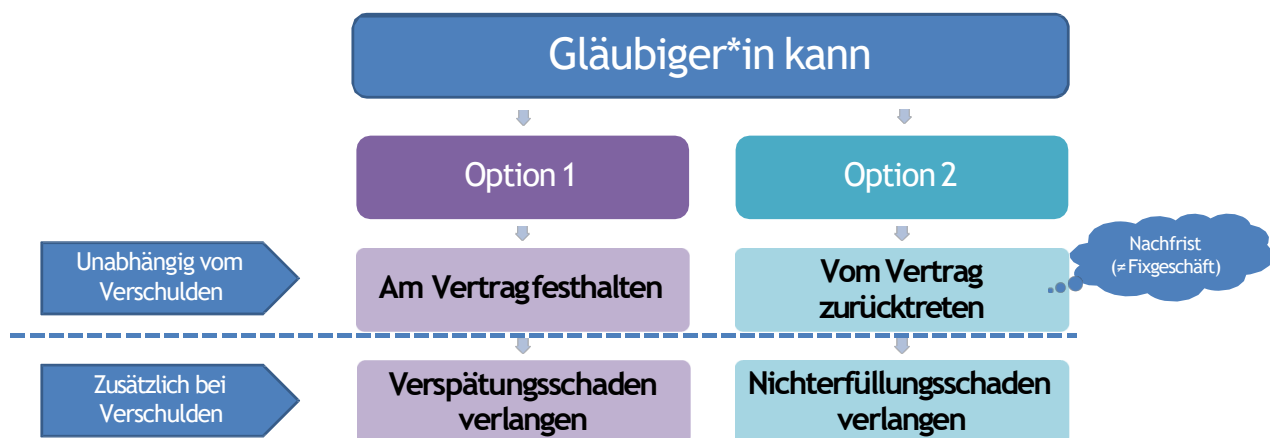 Gläubiger*in kann
Option 1
Option 2
Unabhängig vom
Verschulden
Am Vertrag festhalten
Vom Vertrag
zurücktreten
Nachfrist
(≠ Fixgeschäft)
Zusätzlich bei
Verschulden
Verspätungsschaden
verlangen
Nichterfüllungsschaden
verlangen